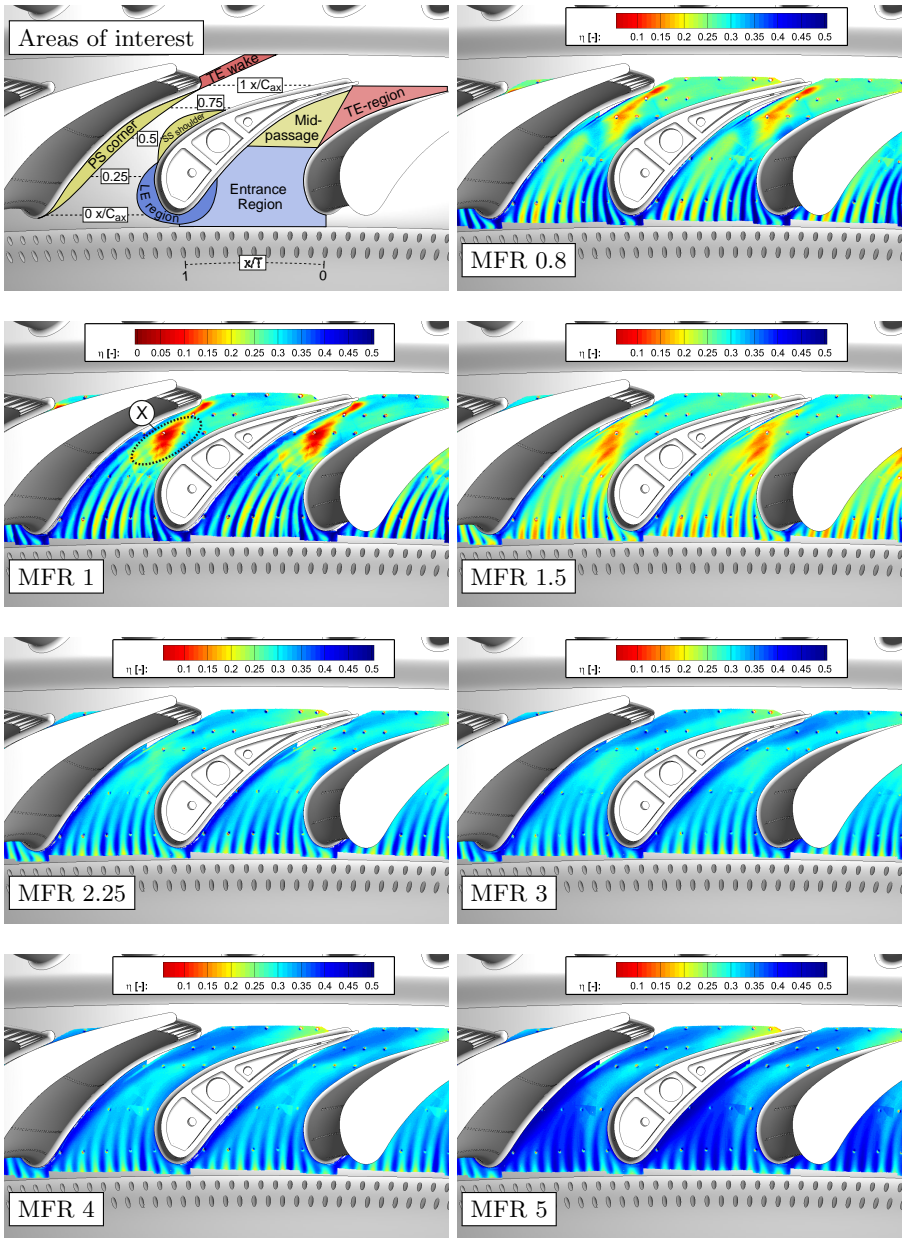 Areas of interest
TE wake
1 x/Cax
0.75
TE-region
SS shoulder
Mid-
passage
PS corner
0.5
0.25
LE region
Entrance
Region
0 x/Cax
1
x/T
0
η [-]:
0.1 0.15 0.2 0.25 0.3 0.35 0.4 0.45 0.5
MFR 0.8
η [-]:
0 0.05 0.1 0.15 0.2 0.25 0.3 0.35 0.4 0.45 0.5
X
MFR 1
η [-]:
0.1 0.15 0.2 0.25 0.3 0.35 0.4 0.45 0.5
MFR 1.5
η [-]:
0.1 0.15 0.2 0.25 0.3 0.35 0.4 0.45 0.5
MFR 2.25
η [-]:
0.1 0.15 0.2 0.25 0.3 0.35 0.4 0.45 0.5
MFR 3
η [-]:
0.1 0.15 0.2 0.25 0.3 0.35 0.4 0.45 0.5
MFR 4
η [-]:
0.1 0.15 0.2 0.25 0.3 0.35 0.4 0.45 0.5
MFR 5